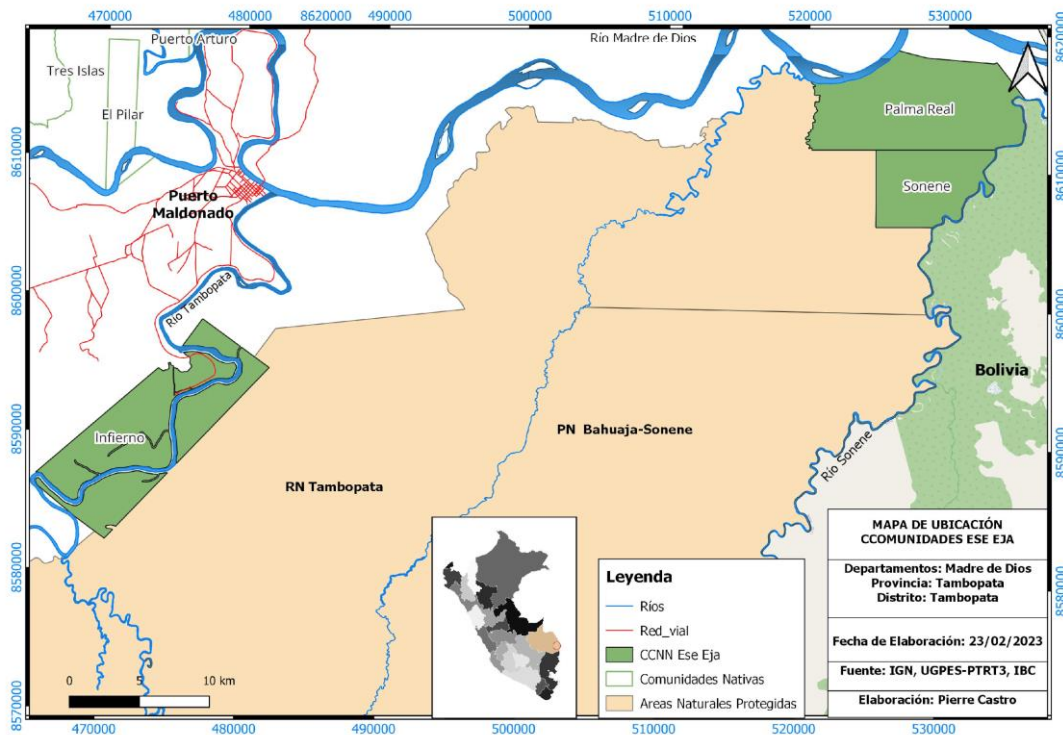 470000 480000 8620000 490000 500000 510000 520000 530000
8620000
Puerto Arturo
Río Madre de Dios
Tres Islas
El Pilar
Palma Real
8610000
8610000
Sonene
Puerto
Maldonado
Río Tambopata
8600000
8600000
Bolivia
Infierno
8590000
8590000
PN Bahuaja-Sonene
Río Sonene
RN Tambopata
8580000
8580000
8570000
MAPA DE UBICACIÓN
CCOMUNIDADES ESE EJA
Departamentos: Madre de Dios
Provincia: Tambopata
Distrito: Tambopata
Fecha de Elaboración: 23/02/2023
Fuente: IGN, UGPES-PTRT3, IBC
Elaboración: Pierre Castro
Leyenda
Ríos
Red_vial
CCNN Ese Eja
Comunidades Nativas
Areas Naturales Protegidas
0 5 10 km
470000 480000 500000 510000 8570000 520000 530000